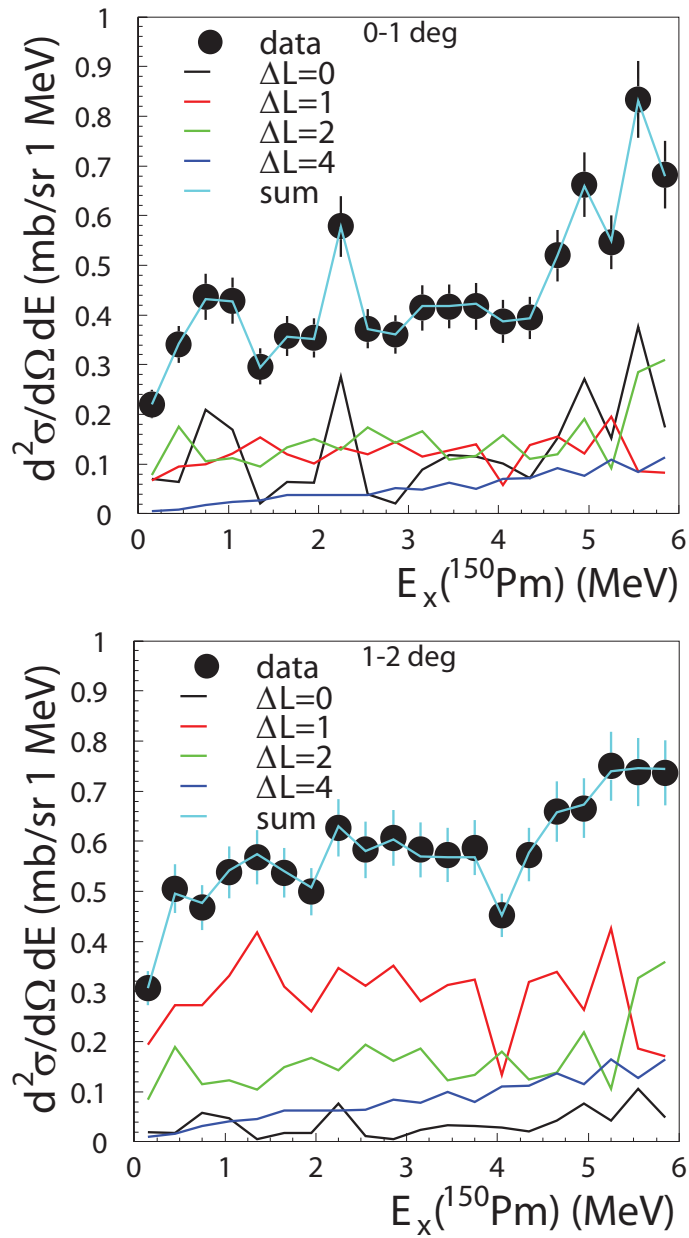 0-1 deg
data
ΔL=0
ΔL=1
ΔL=2
ΔL=4
sum
d²σ/dΩ dE (mb/sr 1 MeV)
1
0.9
0.8
0.7
0.6
0.5
0.4
0.3
0.2
0.1
0
0 1 2 3 4 5 6
E_x(¹⁵⁰Pm) (MeV)
1-2 deg
data
ΔL=0
ΔL=1
ΔL=2
ΔL=4
sum
d²σ/dΩ dE (mb/sr 1 MeV)
1
0.9
0.8
0.7
0.6
0.5
0.4
0.3
0.2
0.1
0
0 1 2 3 4 5 6
E_x(¹⁵⁰Pm) (MeV)